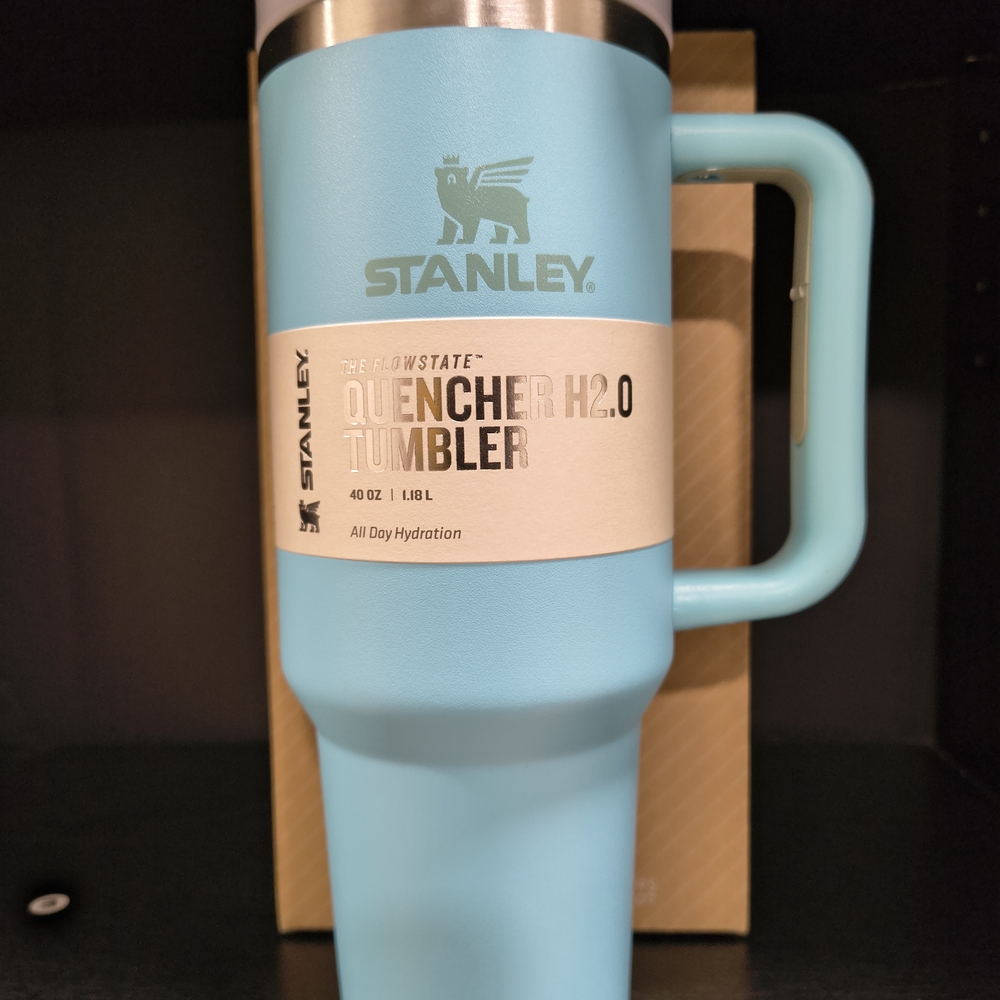 STANLEY®
STANLEY®
THE FLOWSTATE™
QUENCHER H2.0
TUMBLER
40 OZ | 1.18 L
All Day Hydration